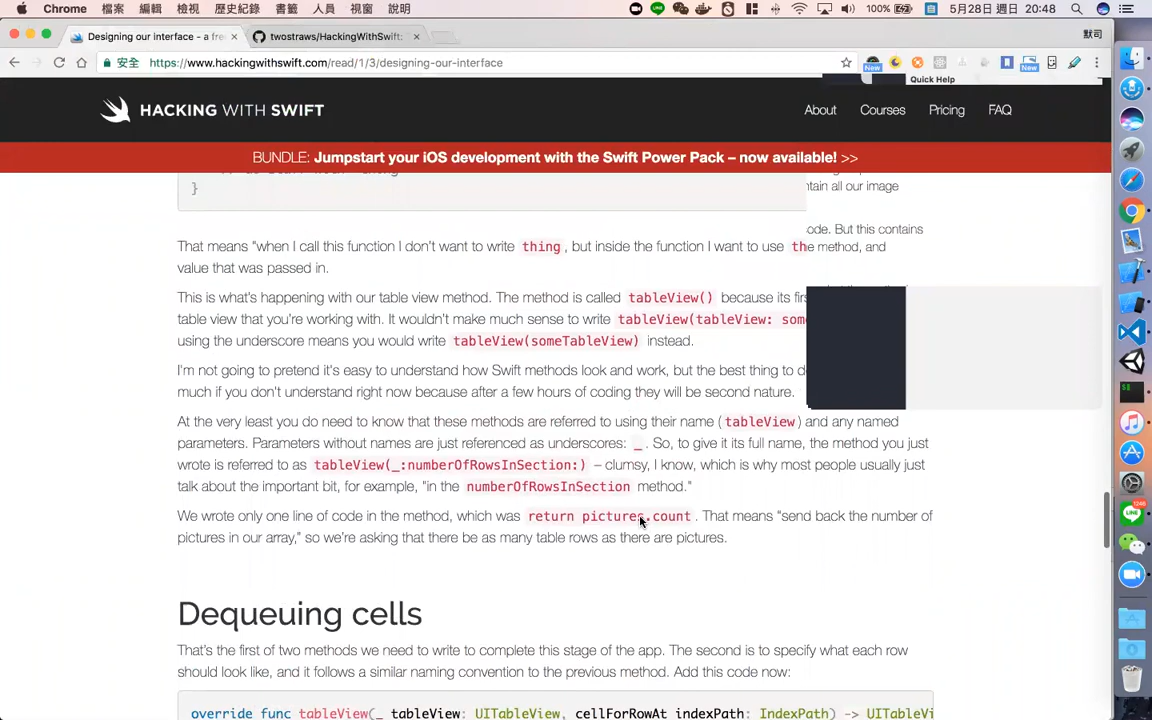 Chrome 檔案 編輯 檢視 歷史紀錄 書籤 人員 視窗 說明 100% 5月28日 週日 20:48
Designing our interface - a fre × twostraws/HackingWithSwift: × 默司
安全 https://www.hackingwithswift.com/read/1/3/designing-our-interface New New
Quick Help
HACKING WITH SWIFT About Courses Pricing FAQ
BUNDLE: Jumpstart your iOS development with the Swift Power Pack – now available! >>
ntain all our image
}
ode. But this contains
That means "when I call this function I don't want to write thing, but inside the function I want to use the method, and
value that was passed in.
This is what's happening with our table view method. The method is called tableView() because its firs
table view that you're working with. It wouldn't make much sense to write tableView(tableView: som
using the underscore means you would write tableView(someTableView) instead.
I'm not going to pretend it's easy to understand how Swift methods look and work, but the best thing to do
much if you don't understand right now because after a few hours of coding they will be second nature.
At the very least you do need to know that these methods are referred to using their name (tableView) and any named
parameters. Parameters without names are just referenced as underscores: _. So, to give it its full name, the method you just
wrote is referred to as tableView(_:numberOfRowsInSection:) – clumsy, I know, which is why most people usually just
talk about the important bit, for example, "in the numberOfRowsInSection method."
We wrote only one line of code in the method, which was return pictures.count. That means “send back the number of
pictures in our array,” so we’re asking that there be as many table rows as there are pictures.
Dequeuing cells
That’s the first of two methods we need to write to complete this stage of the app. The second is to specify what each row
should look like, and it follows a similar naming convention to the previous method. Add this code now:
override func tableView(_ tableView: UITableView, cellForRowAt indexPath: IndexPath) -> UITableVi
1246